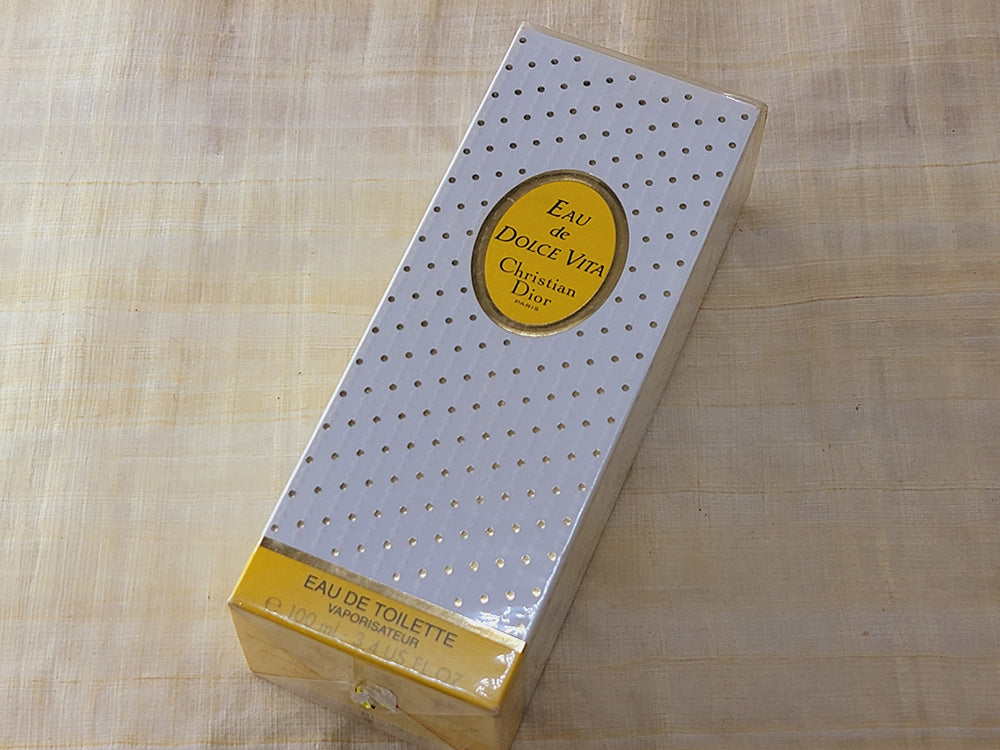 EAU
de
DOLCE VITA
Christian
Dior
PARIS
EAU DE TOILETTE
VAPORISATEUR
℮ 100 ml - 3.4 US FL OZ